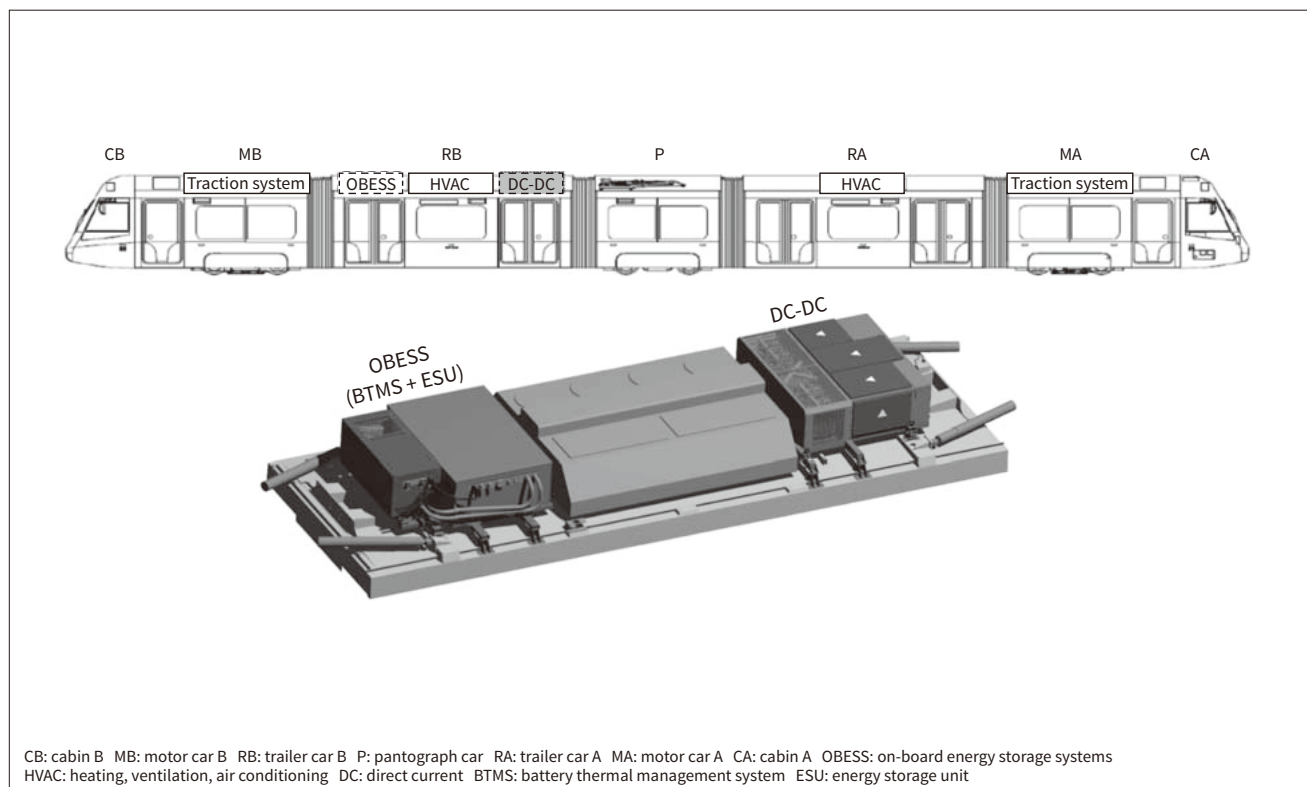 CB MB RB P RA MA CA
Traction system OBESS HVAC DC-DC HVAC Traction system
DC-DC
OBESS
(BTMS + ESU)
CB: cabin B MB: motor car B RB: trailer car B P: pantograph car RA: trailer car A MA: motor car A CA: cabin A OBESS: on-board energy storage systems
HVAC: heating, ventilation, air conditioning DC: direct current BTMS: battery thermal management system ESU: energy storage unit